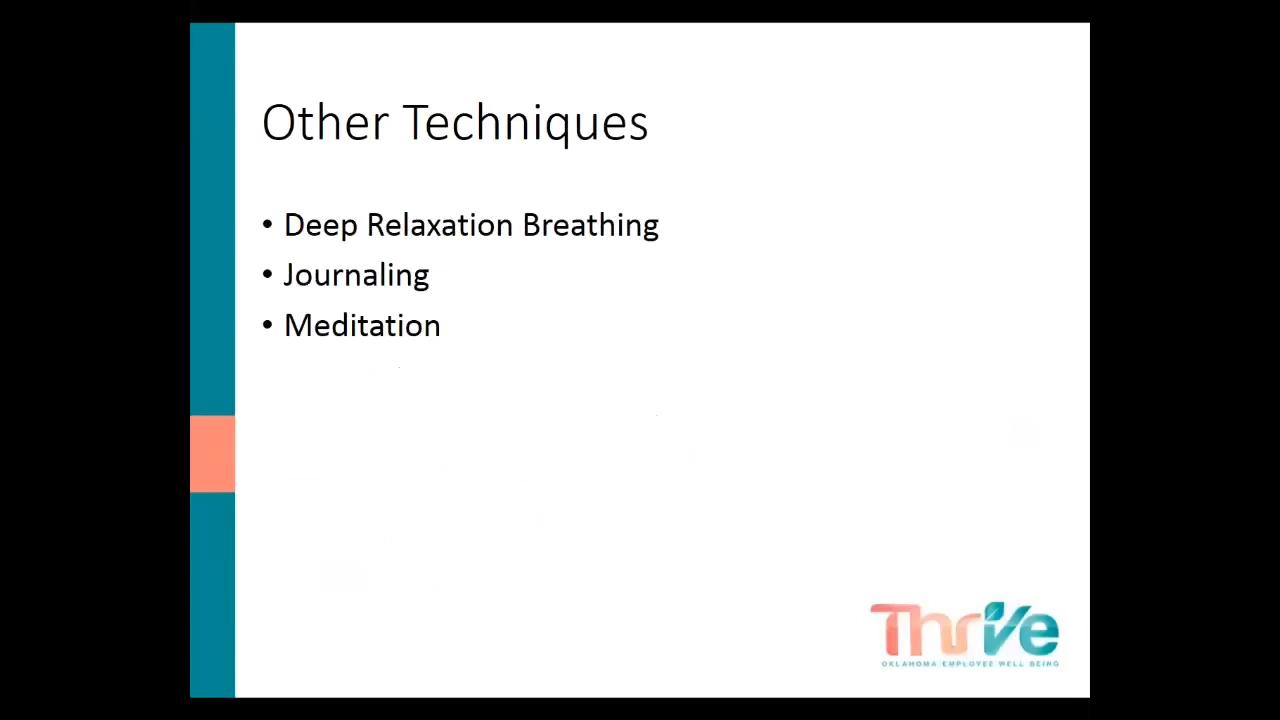 Other Techniques
• Deep Relaxation Breathing
• Journaling
• Meditation
Thrive
OKLAHOMA EMPLOYEE WELL BEING